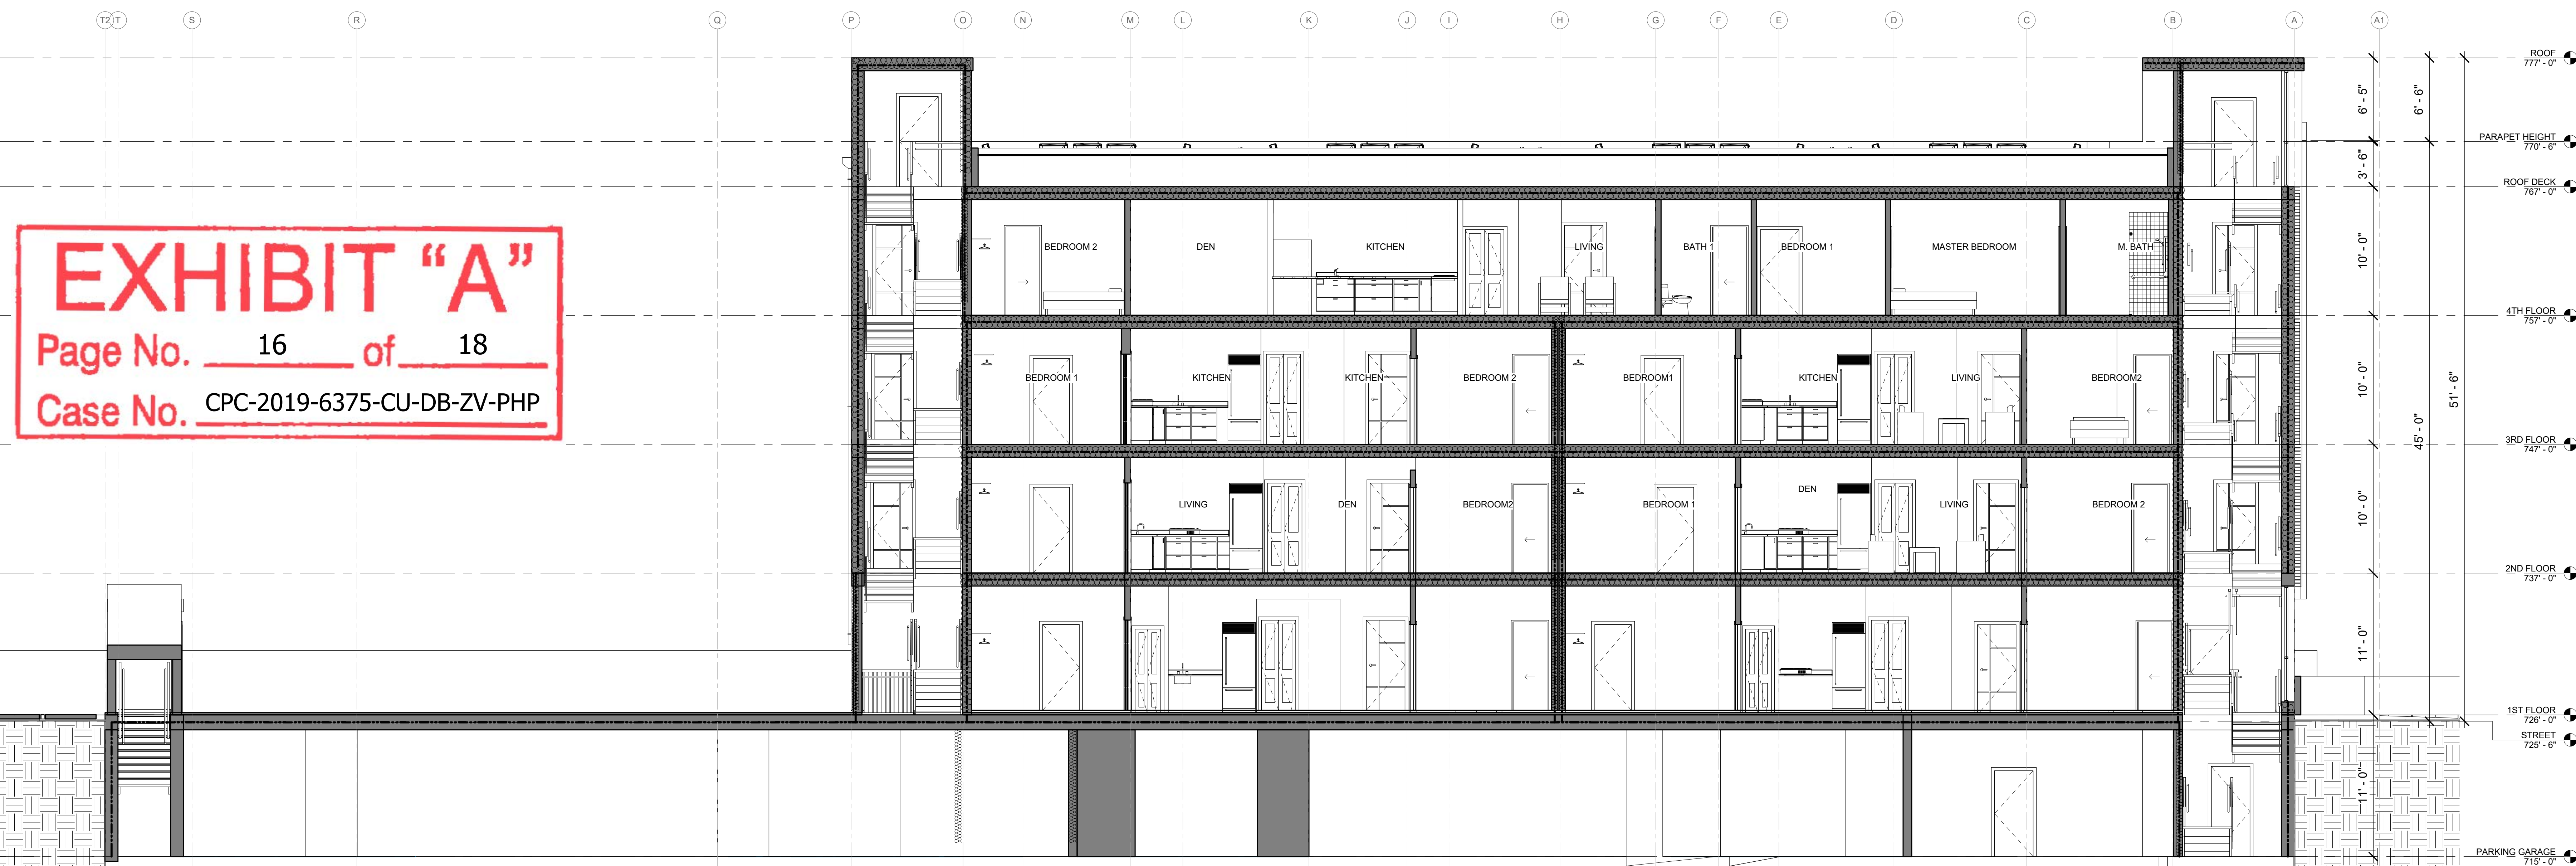 T2 T S R Q P O N M L K J I H G F E D C B A A1
ROOF
777' - 0"
6' - 5"
6' - 6"
PARAPET HEIGHT
770' - 6"
3' - 6"
ROOF DECK
767' - 0"
EXHIBIT “A”
Page No. 16 of 18
Case No. CPC-2019-6375-CU-DB-ZV-PHP
BEDROOM 2 DEN KITCHEN LIVING BATH 1 BEDROOM 1 MASTER BEDROOM M. BATH
10' - 0"
4TH FLOOR
757' - 0"
BEDROOM 1 KITCHEN KITCHEN BEDROOM 2 BEDROOM1 KITCHEN LIVING BEDROOM2
10' - 0"
51' - 6"
45' - 0"
3RD FLOOR
747' - 0"
DEN
LIVING DEN BEDROOM2 BEDROOM 1 LIVING BEDROOM 2
10' - 0"
2ND FLOOR
737' - 0"
11' - 0"
1ST FLOOR
726' - 0"
STREET
725' - 6"
11' - 0"
PARKING GARAGE
715' - 0"